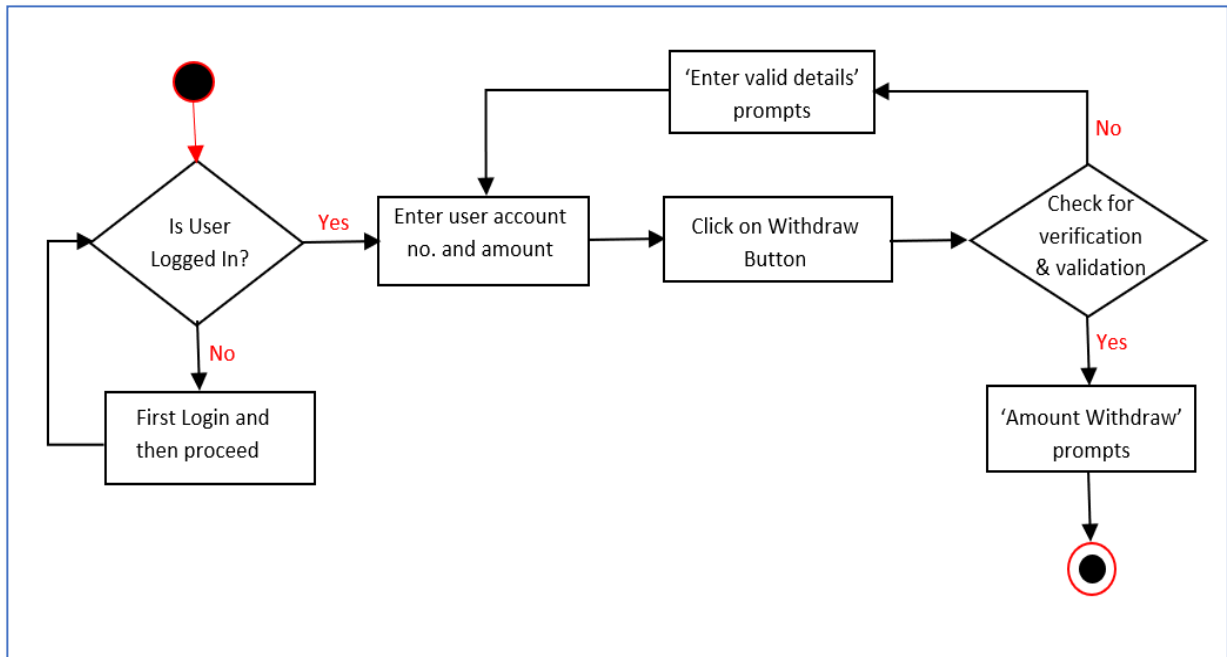 ‘Enter valid details’
prompts
No
Is User
Logged In?
Yes
Enter user account
no. and amount
Click on Withdraw
Button
Check for
verification
& validation
No
Yes
First Login and
then proceed
‘Amount Withdraw’
prompts